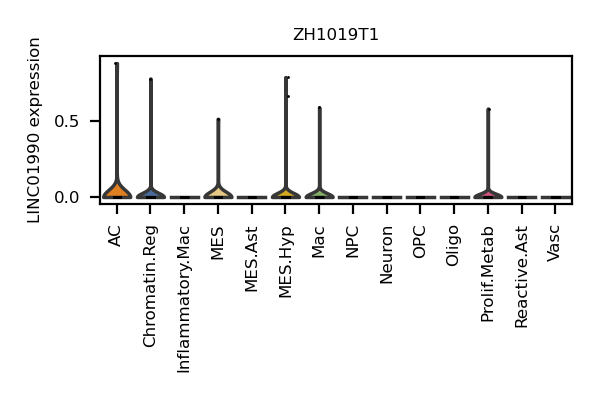 ZH1019T1
LINC01990 expression
0.5
0.0
AC
Chromatin.Reg
Inflammatory.Mac
MES
MES.Ast
MES.Hyp
Mac
NPC
Neuron
OPC
Oligo
Prolif.Metab
Reactive.Ast
Vasc